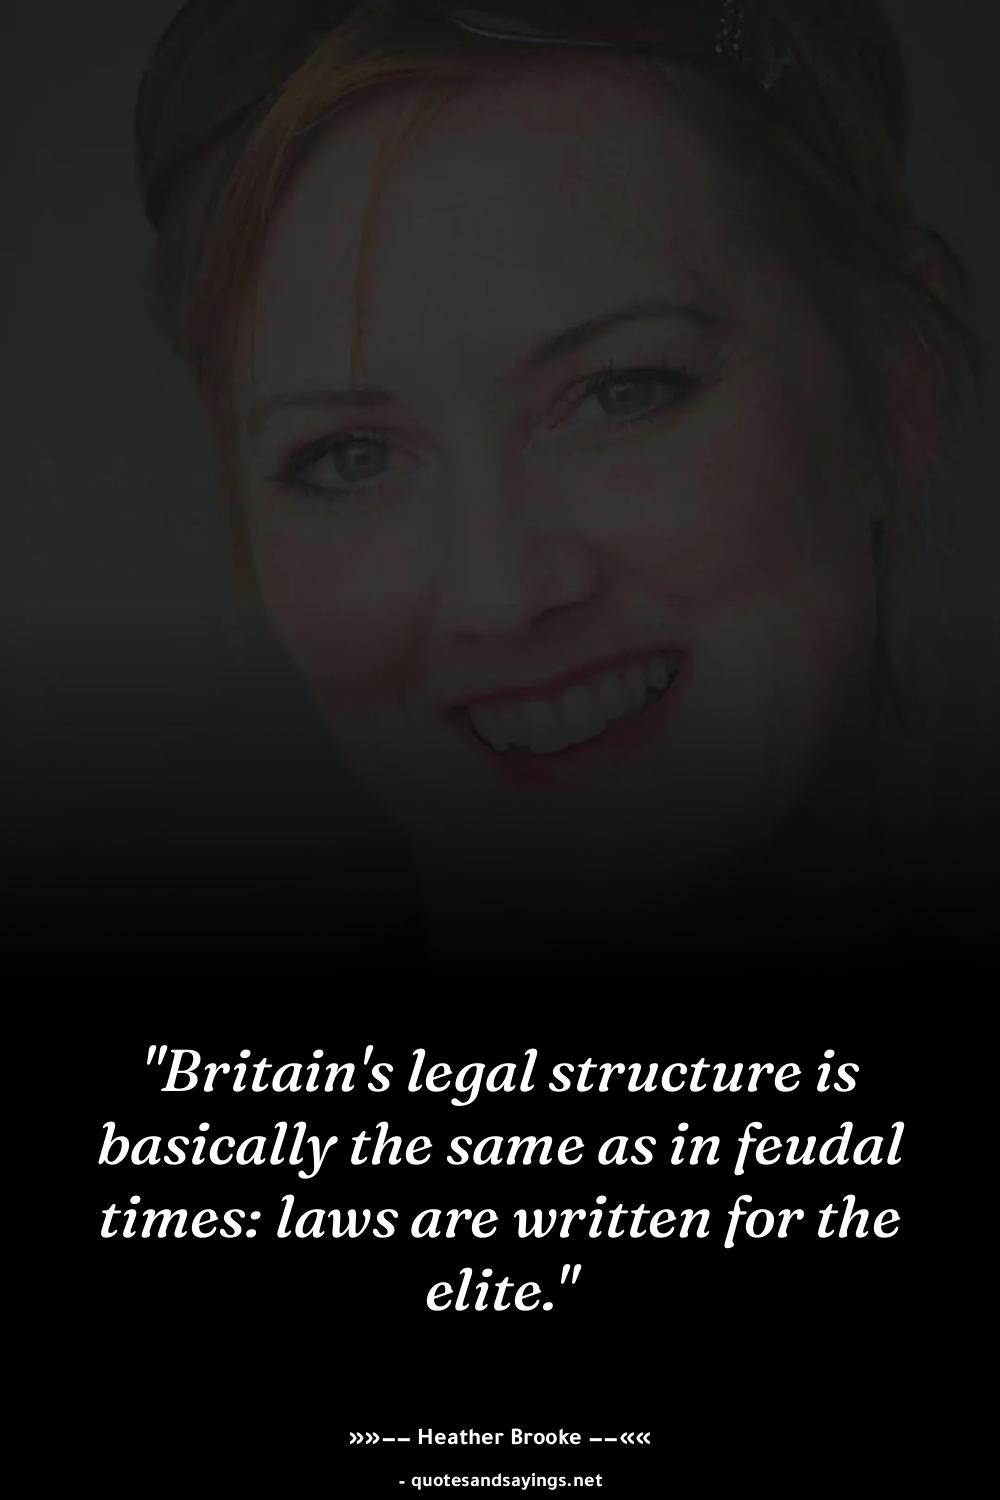 "Britain's legal structure is
basically the same as in feudal
times: laws are written for the
elite."
»»–– Heather Brooke ––««
- quotesandsayings.net